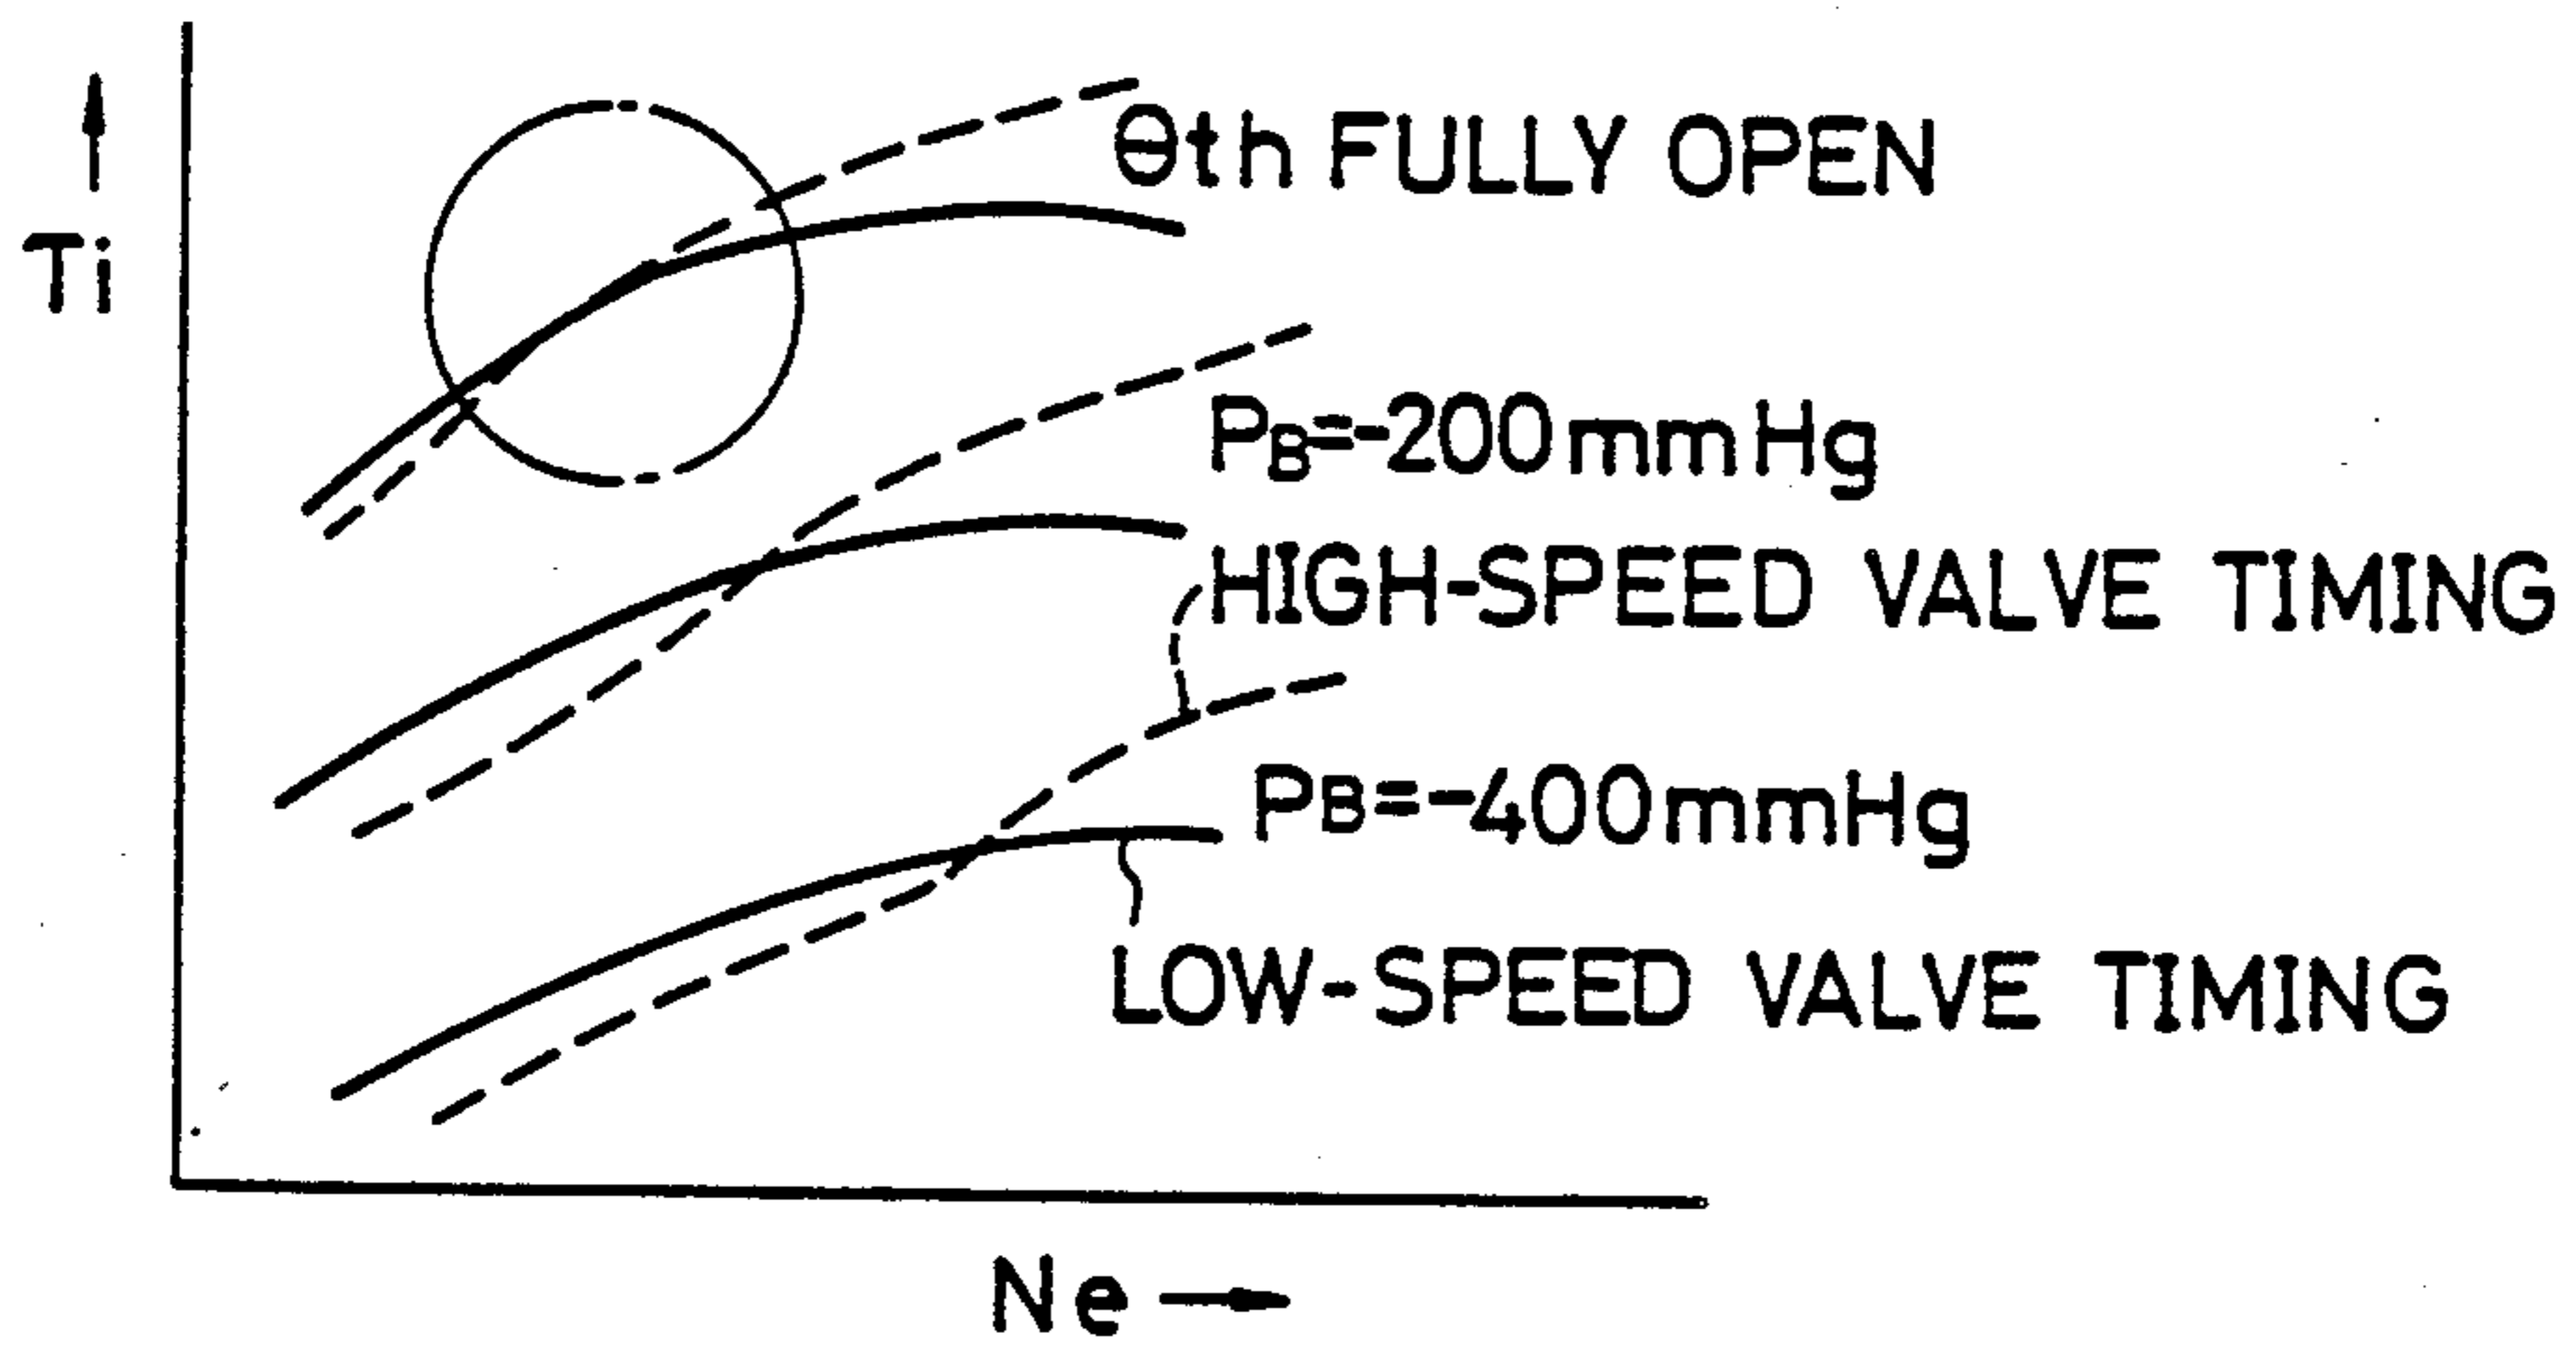 Ti
θth FULLY OPEN
PB=-200mmHg
HIGH-SPEED VALVE TIMING
PB=-400mmHg
LOW-SPEED VALVE TIMING
Ne